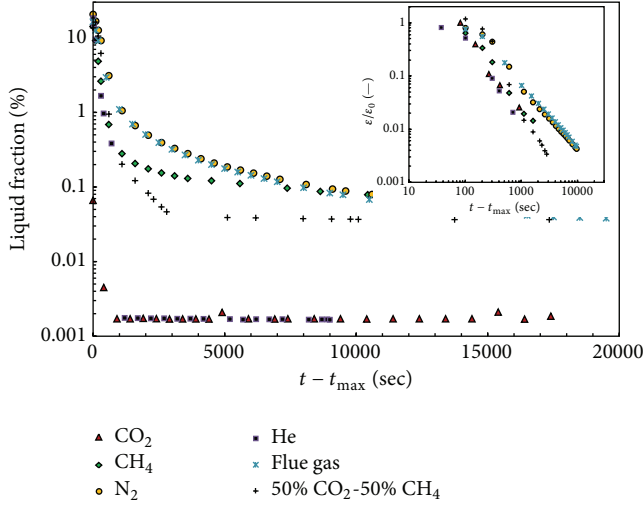 10
1
0.1
0.01
0.001
Liquid fraction (%)
0
5000
10000
15000
20000
t − t_max (sec)
1
0.1
0.01
0.001
ε/ε₀ (—)
10
100
1000
10000
t − t_max (sec)
CO₂
CH₄
N₂
He
Flue gas
50% CO₂-50% CH₄